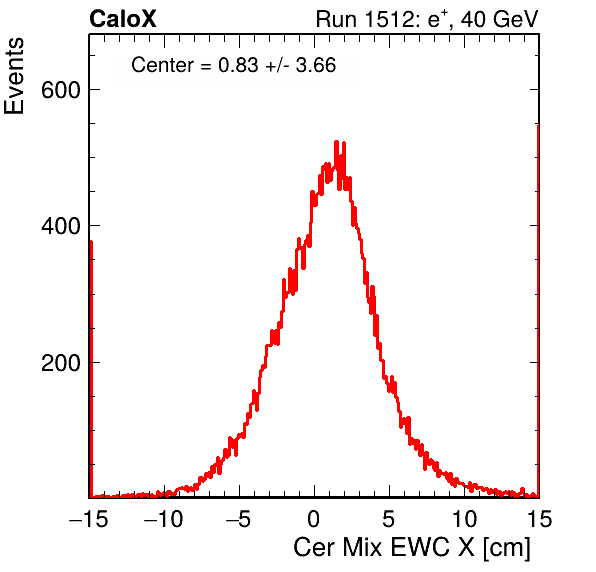 CaloX Run 1512: e⁺, 40 GeV
Center = 0.83 +/- 3.66
Events
600
400
200
−15 −10 −5 0 5 10 15
Cer Mix EWC X [cm]